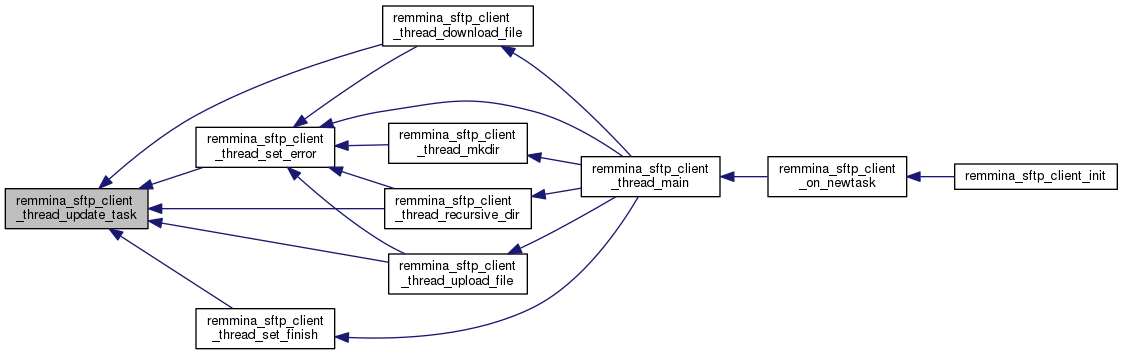 remmina_sftp_client
_thread_download_file
remmina_sftp_client
_thread_set_error
remmina_sftp_client
_thread_mkdir
remmina_sftp_client
_thread_main
remmina_sftp_client
_on_newtask
remmina_sftp_client_init
remmina_sftp_client
_thread_update_task
remmina_sftp_client
_thread_recursive_dir
remmina_sftp_client
_thread_upload_file
remmina_sftp_client
_thread_set_finish